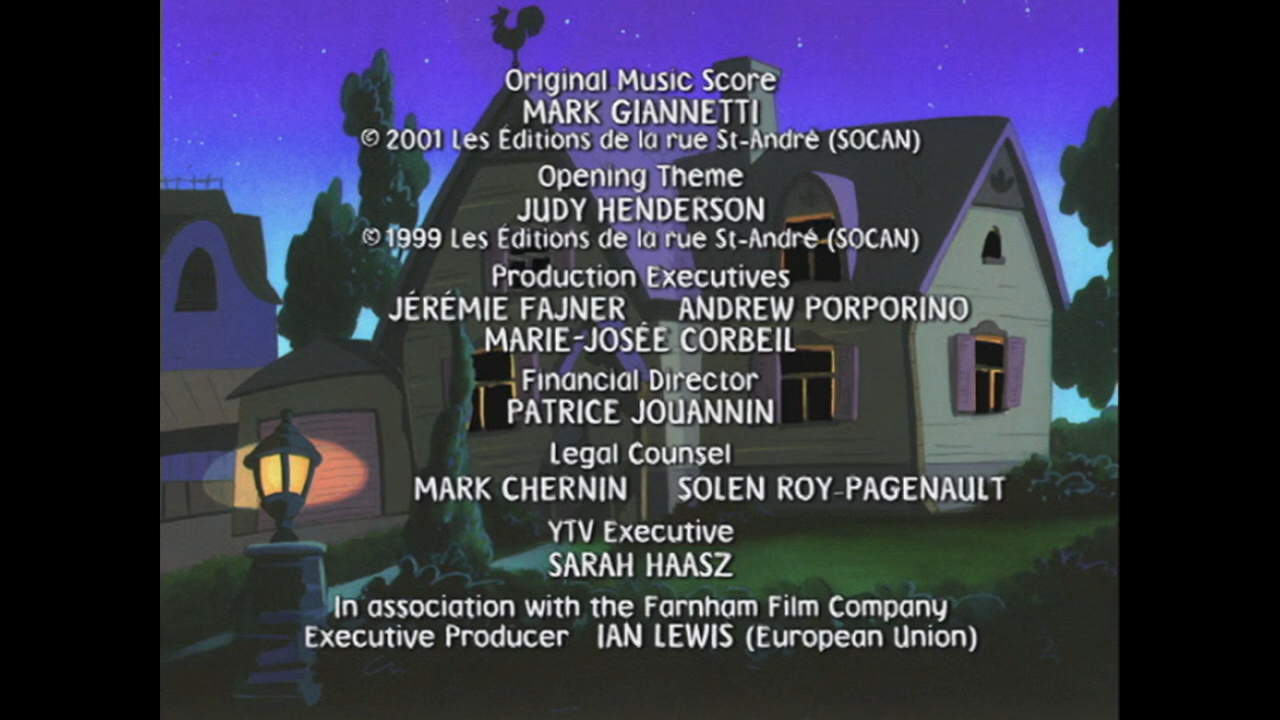 Original Music Score
MARK GIANNETTI
© 2001 Les Éditions de la rue St-André (SOCAN)
Opening Theme
JUDY HENDERSON
© 1999 Les Éditions de la rue St-André (SOCAN)
Production Executives
JÉRÉMIE FAJNER ANDREW PORPORINO
MARIE-JOSÉE CORBEIL
Financial Director
PATRICE JOUANNIN
Legal Counsel
MARK CHERNIN SOLEN ROY-PAGENAULT
YTV Executive
SARAH HAASZ
In association with the Farnham Film Company
Executive Producer IAN LEWIS (European Union)